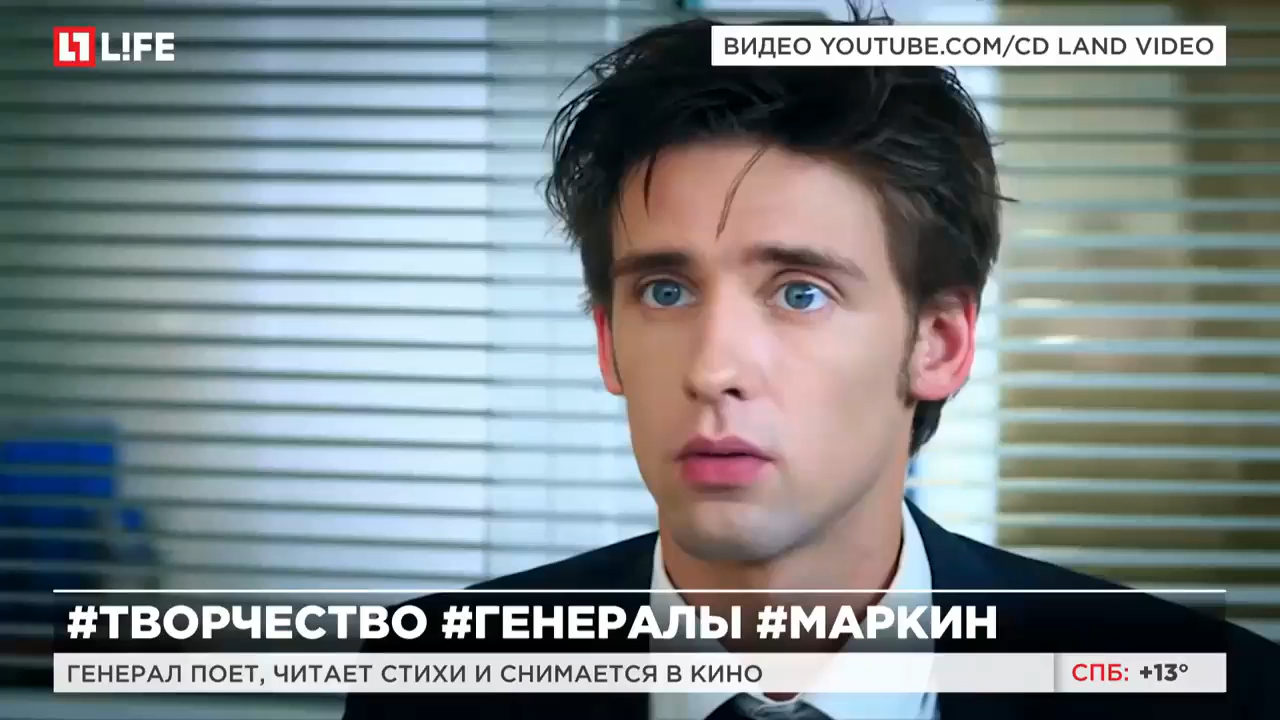 L!FE
ВИДЕО YOUTUBE.COM/CD LAND VIDEO
#ТВОРЧЕСТВО #ГЕНЕРАЛЫ #МАРКИН
ГЕНЕРАЛ ПОЕТ, ЧИТАЕТ СТИХИ И СНИМАЕТСЯ В КИНО
СПБ: +13°